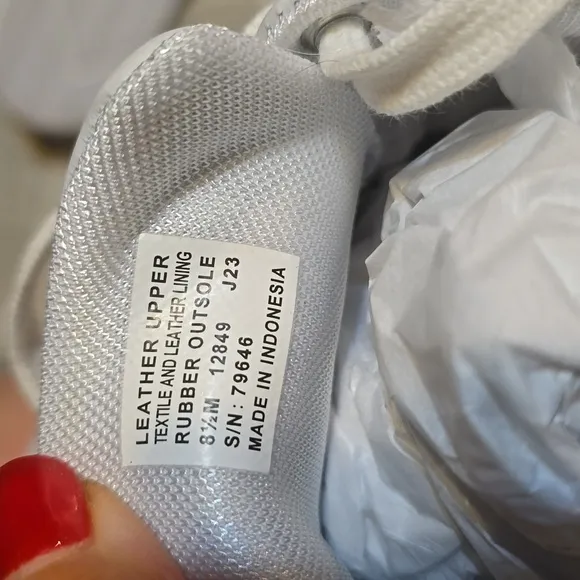 LEATHER UPPER
TEXTILE AND LEATHER LINING
RUBBER OUTSOLE
8½M 12849 J23
S/N: 79646
MADE IN INDONESIA